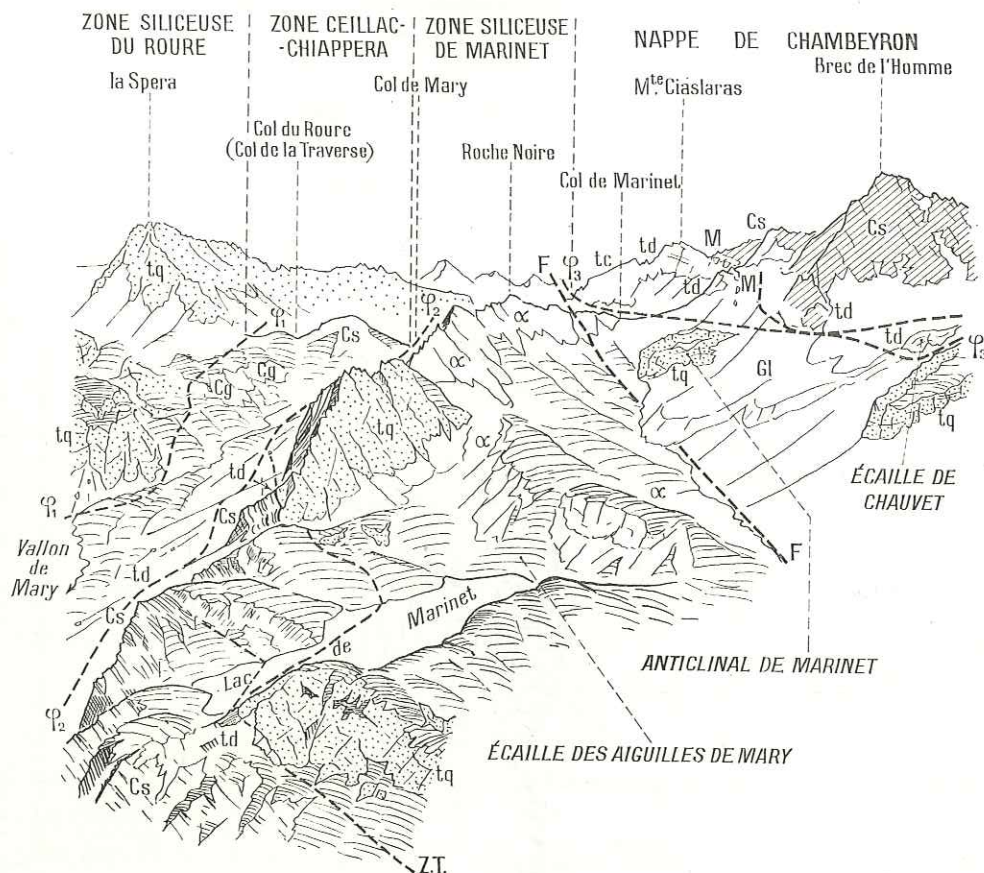 ZONE SILICEUSE
DU ROURE
ZONE CEILLAC-
-CHIAPPERA
ZONE SILICEUSE
DE MARINET
NAPPE DE CHAMBEYRON
la Spera
Col du Roure
(Col de la Traverse)
Col de Mary
Roche Noire
Col de Marinet
Mte. Ciaslaras
Brec de l'Homme
tq
φ1
Cs
φ2
α
F
φ3
tc
td
M
Cs
Cs
td
M
td
td
φ3
Cg
Cg
α
tq
Gl
tq
tq
tq
α
ÉCAILLE DE
CHAUVET
td
φ1
Cs
α
F
Vallon
de
Mary
td
Cs
Marinet
de
Lac
ANTICLINAL DE MARINET
φ2
td
ÉCAILLE DES AIGUILLES DE MARY
tq
Cs
Z.T.